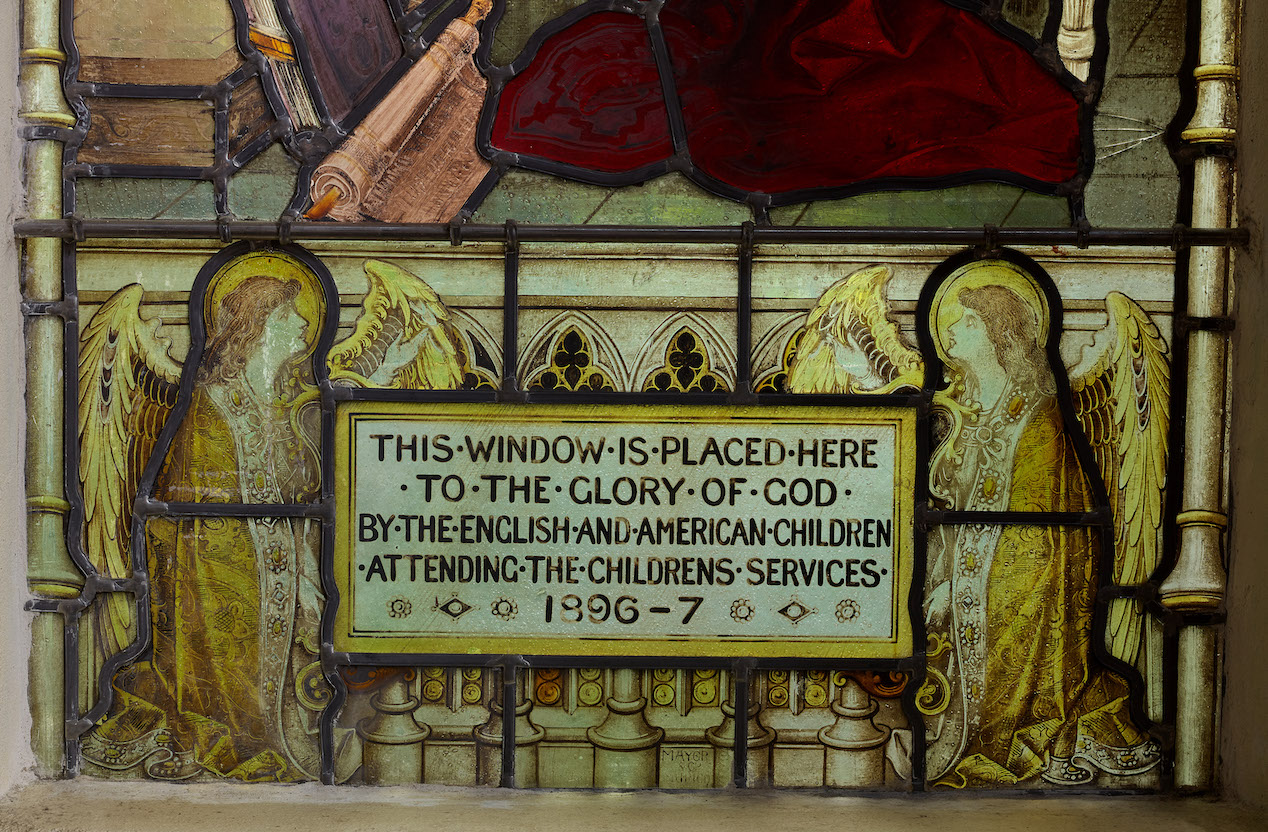 THIS·WINDOW·IS·PLACED·HERE
·TO·THE·GLORY·OF·GOD·
BY·THE·ENGLISH·AND·AMERICAN·CHILDREN
·ATTENDING·THE·CHILDRENS·SERVICES·
1896-7
MAYER